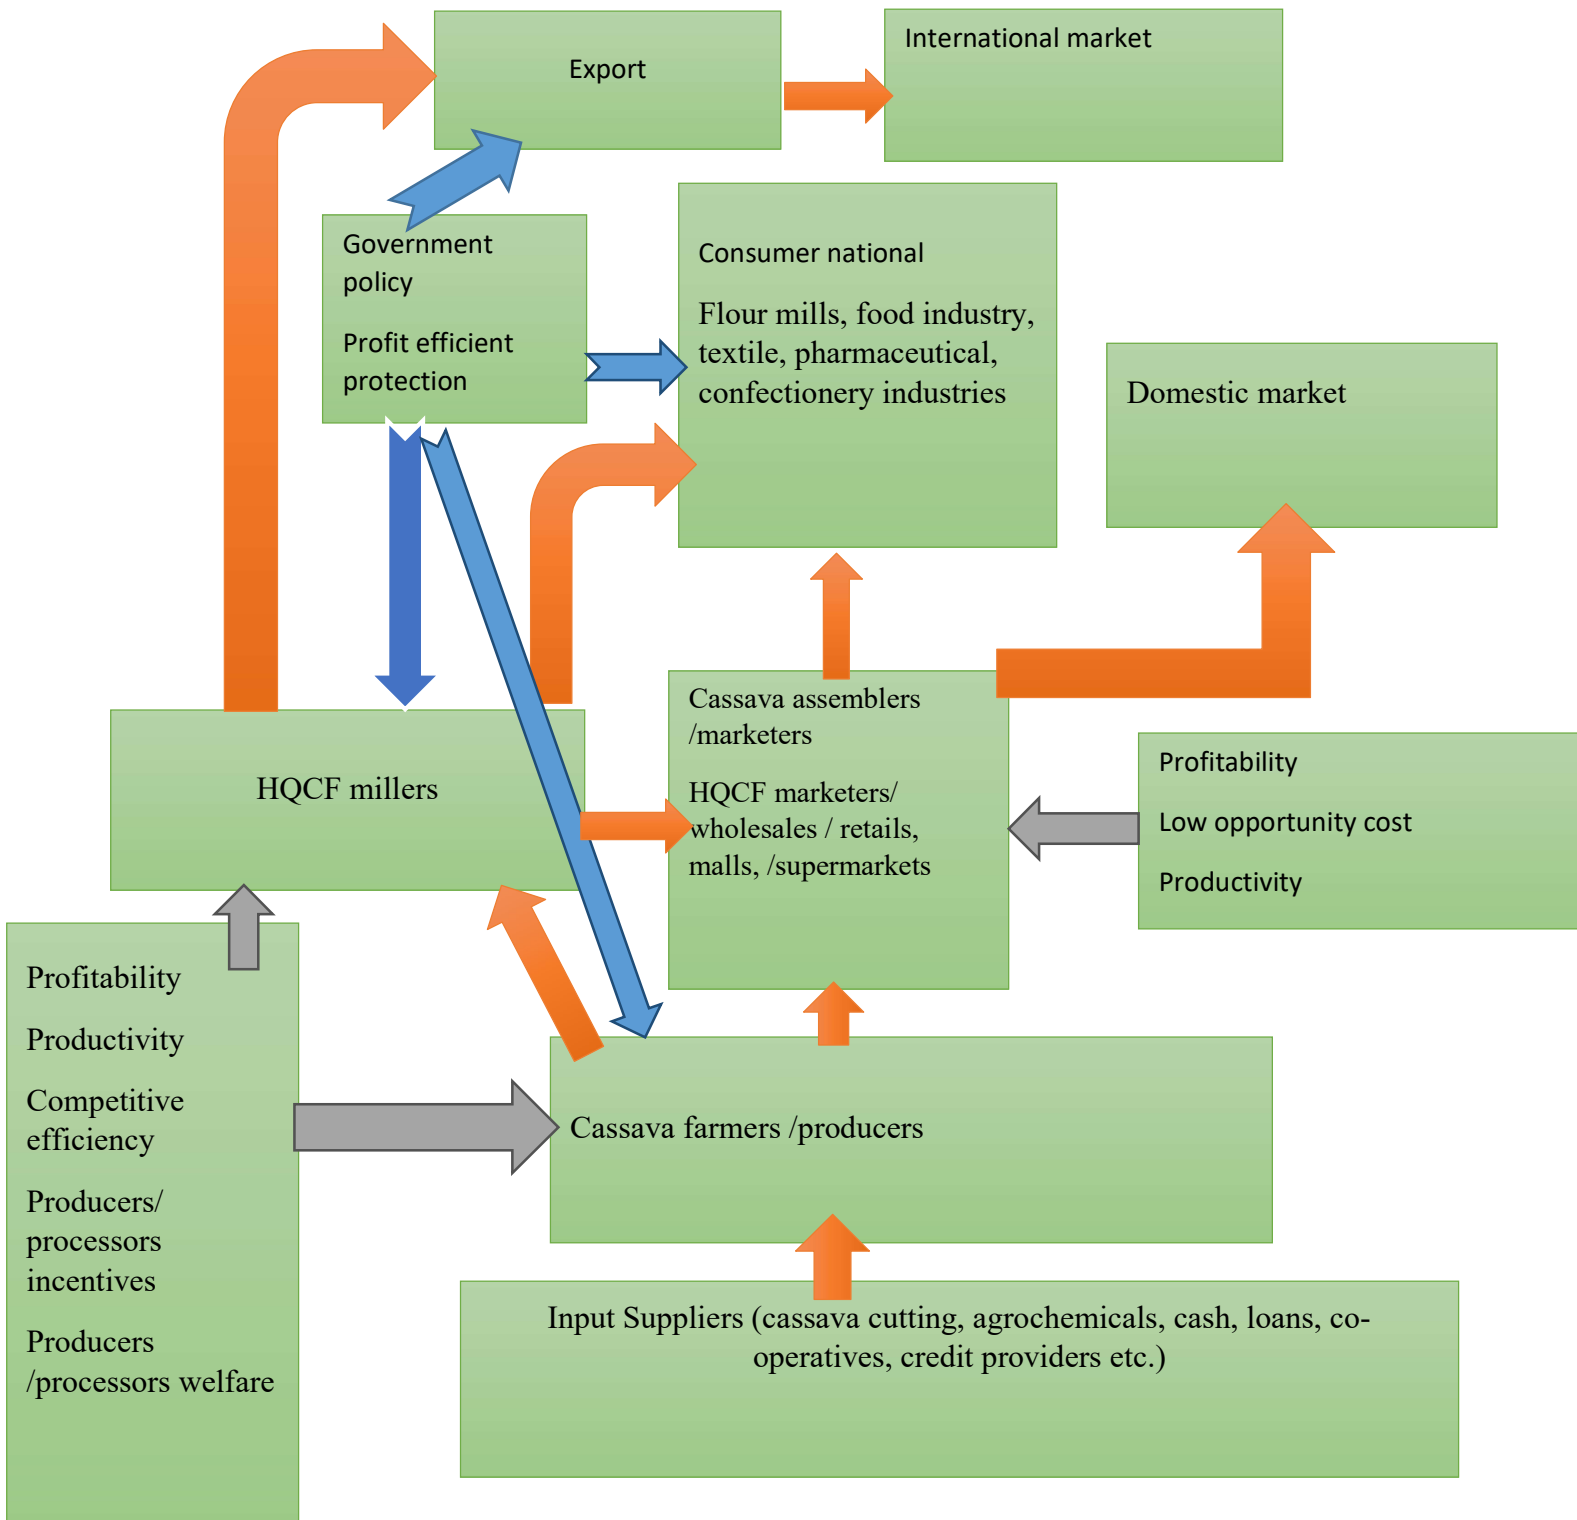 Export
International market
Government
policy
Profit efficient
protection
Consumer national
Flour mills, food industry,
textile, pharmaceutical,
confectionery industries
Domestic market
HQCF millers
Cassava assemblers
/marketers
HQCF marketers/
wholesales / retails,
malls, /supermarkets
Profitability
Low opportunity cost
Productivity
Profitability
Productivity
Competitive
efficiency
Producers/
processors
incentives
Producers
/processors welfare
Cassava farmers /producers
Input Suppliers (cassava cutting, agrochemicals, cash, loans, co-
operatives, credit providers etc.)